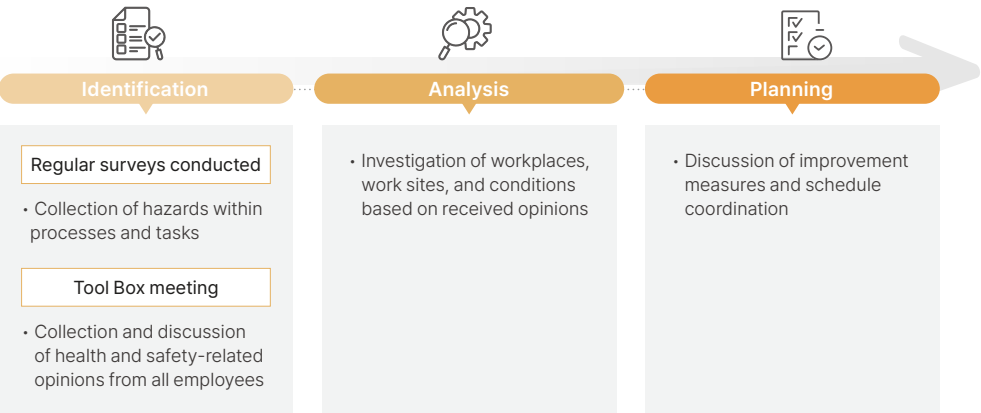 Identification
Regular surveys conducted
• Collection of hazards within
processes and tasks
Tool Box meeting
• Collection and discussion
of health and safety-related
opinions from all employees
Analysis
• Investigation of workplaces,
work sites, and conditions
based on received opinions
Planning
• Discussion of improvement
measures and schedule
coordination